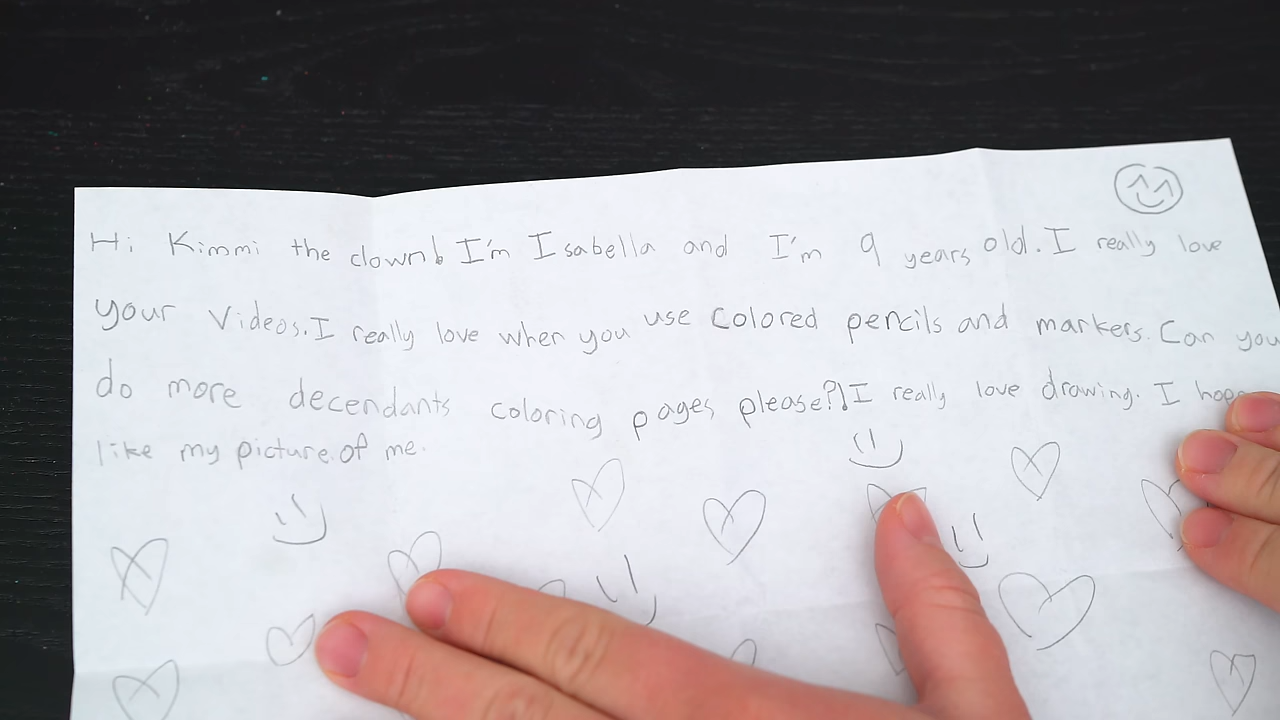 Hi Kimmi the clown! I'm Isabella and I'm 9 years old. I really love
your videos. I really love when you use colored pencils and markers. Can you
do more decendants coloring pages please?! I really love drawing. I hope
like my picture of me.